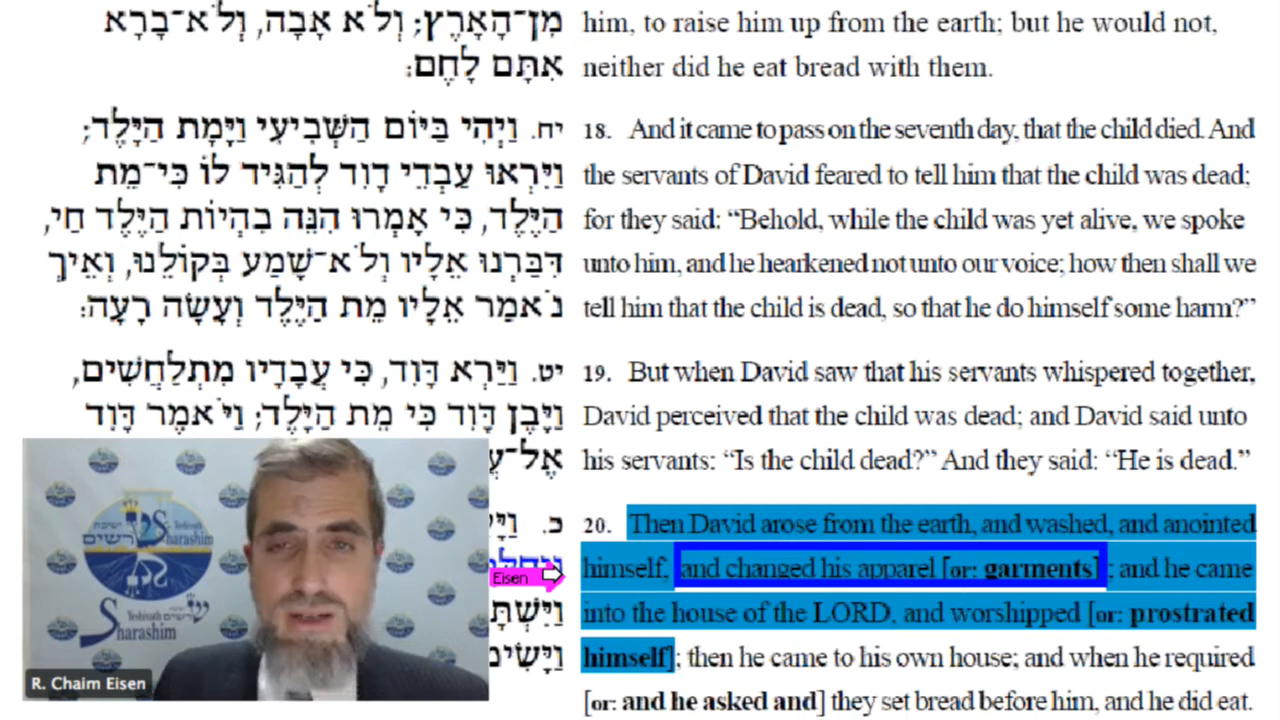 מִן־הָאָרֶץ; וְלֹא אָבָה, וְלֹא־בָרָא
אִתָּם לָחֶם:
יח. וַיְהִי בַּיּוֹם הַשְּׁבִיעִי וַיָּמָת הַיָּלֶד;
וַיִּרְאוּ עַבְדֵי דָוִד לְהַגִּיד לוֹ כִּי־מֵת
הַיֶּלֶד, כִּי אָמְרוּ הִנֵּה בִהְיוֹת הַיֶּלֶד חַי,
דִּבַּרְנוּ אֵלָיו וְלֹא־שָׁמַע בְּקוֹלֵנוּ, וְאֵיךְ
נֹאמַר אֵלָיו מֵת הַיֶּלֶד וְעָשָׂה רָעָה:
יט. וַיַּרְא דָּוִד, כִּי עֲבָדָיו מִתְלַחֲשִׁים,
וַיָּבֶן דָּוִד כִּי מֵת הַיָּלֶד; וַיֹּאמֶר דָּוִד
כ.
him, to raise him up from the earth; but he would not,
neither did he eat bread with them.
18. And it came to pass on the seventh day, that the child died. And
the servants of David feared to tell him that the child was dead;
for they said: “Behold, while the child was yet alive, we spoke
unto him, and he hearkened not unto our voice; how then shall we
tell him that the child is dead, so that he do himself some harm?”
19. But when David saw that his servants whispered together,
David perceived that the child was dead; and David said unto
his servants: “Is the child dead?” And they said: “He is dead.”
20. Then David arose from the earth, and washed, and anointed
himself, and changed his apparel [or: garments]; and he came
into the house of the LORD, and worshipped [or: prostrated
himself]; then he came to his own house; and when he required
[or: and he asked and] they set bread before him, and he did eat.
Eisen
ישיבת
שרשים
Yeshivath
Sharashim
Yeshivath
Sharashim
R. Chaim Eisen